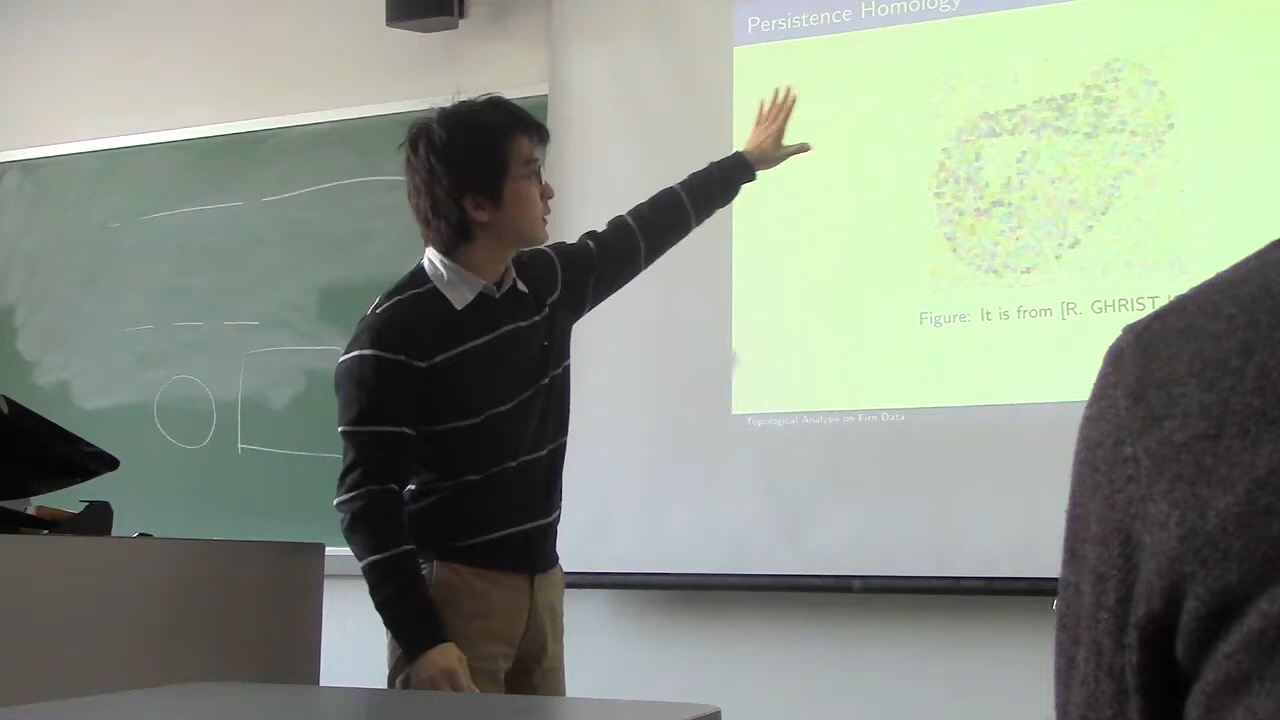 Persistence Homology
Figure: It is from [R. GHRIST
Topological Analysis on Firn Data